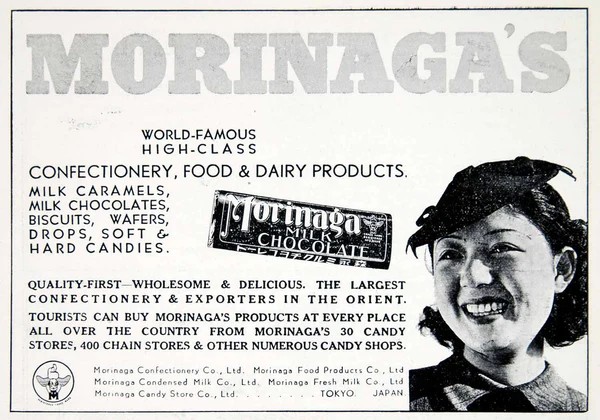 MORINAGA'S
WORLD-FAMOUS
HIGH-CLASS
CONFECTIONERY, FOOD & DAIRY PRODUCTS.
MILK CARAMELS,
MILK CHOCOLATES,
BISCUITS, WAFERS,
DROPS, SOFT &
HARD CANDIES.
Morinaga
MILK
CHOCOLATE
QUALITY-FIRST—WHOLESOME & DELICIOUS. THE LARGEST
CONFECTIONERY & EXPORTERS IN THE ORIENT.
TOURISTS CAN BUY MORINAGA'S PRODUCTS AT EVERY PLACE
ALL OVER THE COUNTRY FROM MORINAGA'S 30 CANDY
STORES, 400 CHAIN STORES & OTHER NUMEROUS CANDY SHOPS.
Morinaga Confectionery Co., Ltd. Morinaga Food Products Co., Ltd
Morinaga Condensed Milk Co., Ltd. Morinaga Fresh Milk Co., Ltd
Morinaga Candy Store Co., Ltd. . . . . . . . . TOKYO. JAPAN.